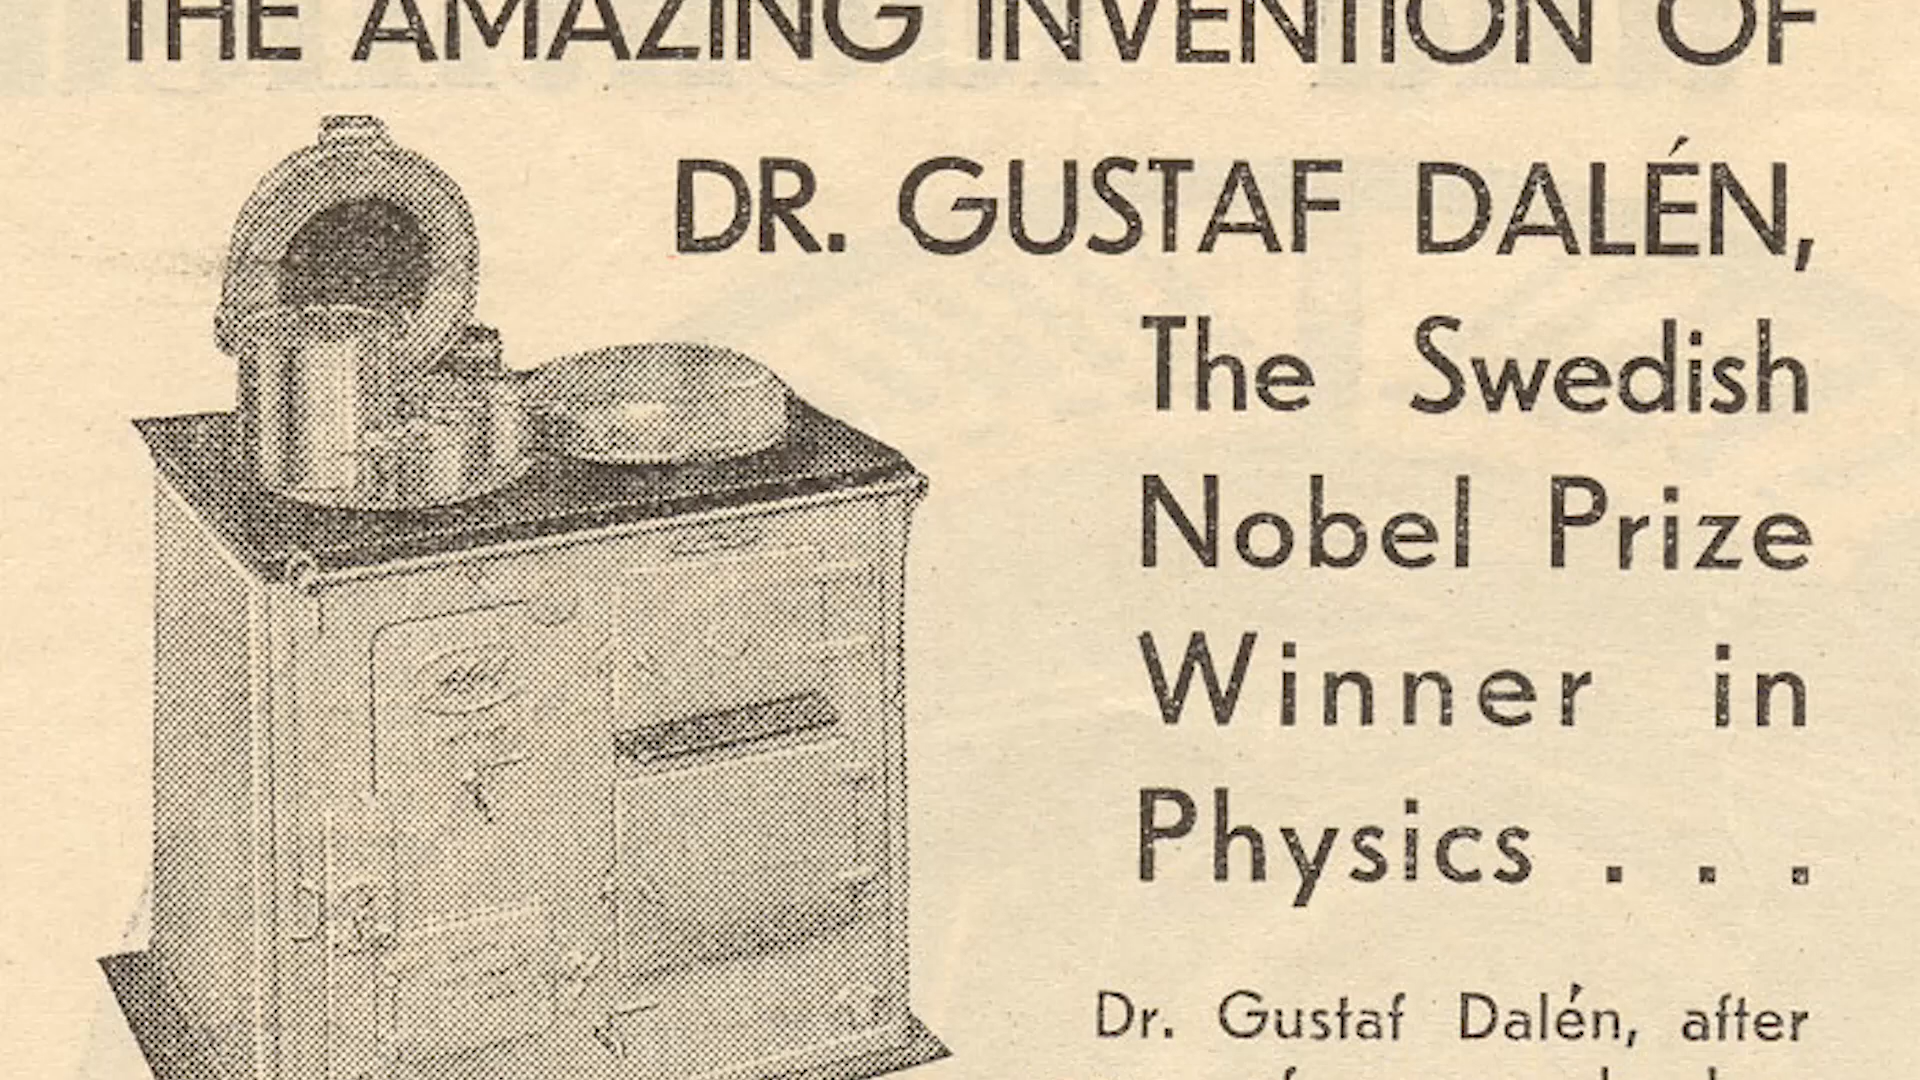 THE AMAZING INVENTION OF
DR. GUSTAF DALÉN,
The Swedish
Nobel Prize
Winner in
Physics . . .
Dr. Gustaf Dalén, after